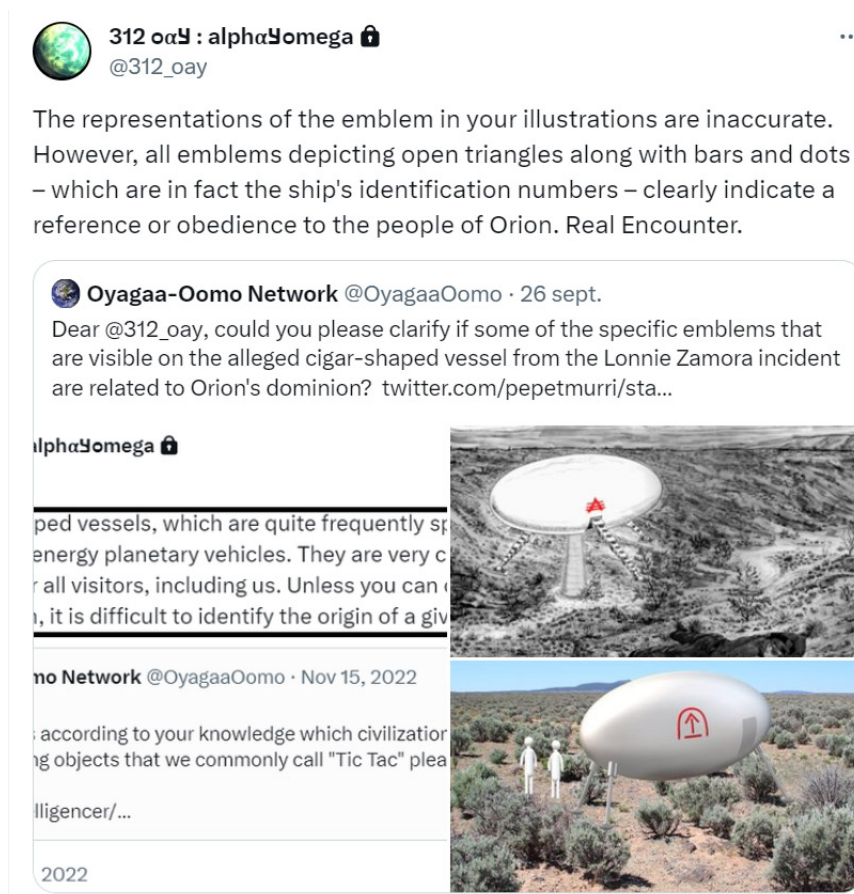 312 oαЧ : alphαЧomega
@312_oay
The representations of the emblem in your illustrations are inaccurate.
However, all emblems depicting open triangles along with bars and dots
– which are in fact the ship's identification numbers – clearly indicate a
reference or obedience to the people of Orion. Real Encounter.
Oyagaa-Oomo Network @OyagaaOomo · 26 sept.
Dear @312_oay, could you please clarify if some of the specific emblems that
are visible on the alleged cigar-shaped vessel from the Lonnie Zamora incident
are related to Orion's dominion? twitter.com/pepetmurri/sta...
lphαЧomega
ped vessels, which are quite frequently sp
energy planetary vehicles. They are very c
r all visitors, including us. Unless you can
, it is difficult to identify the origin of a giv
mo Network @OyagaaOomo · Nov 15, 2022
according to your knowledge which civilization
ng objects that we commonly call "Tic Tac" plea
lligencer/...
2022